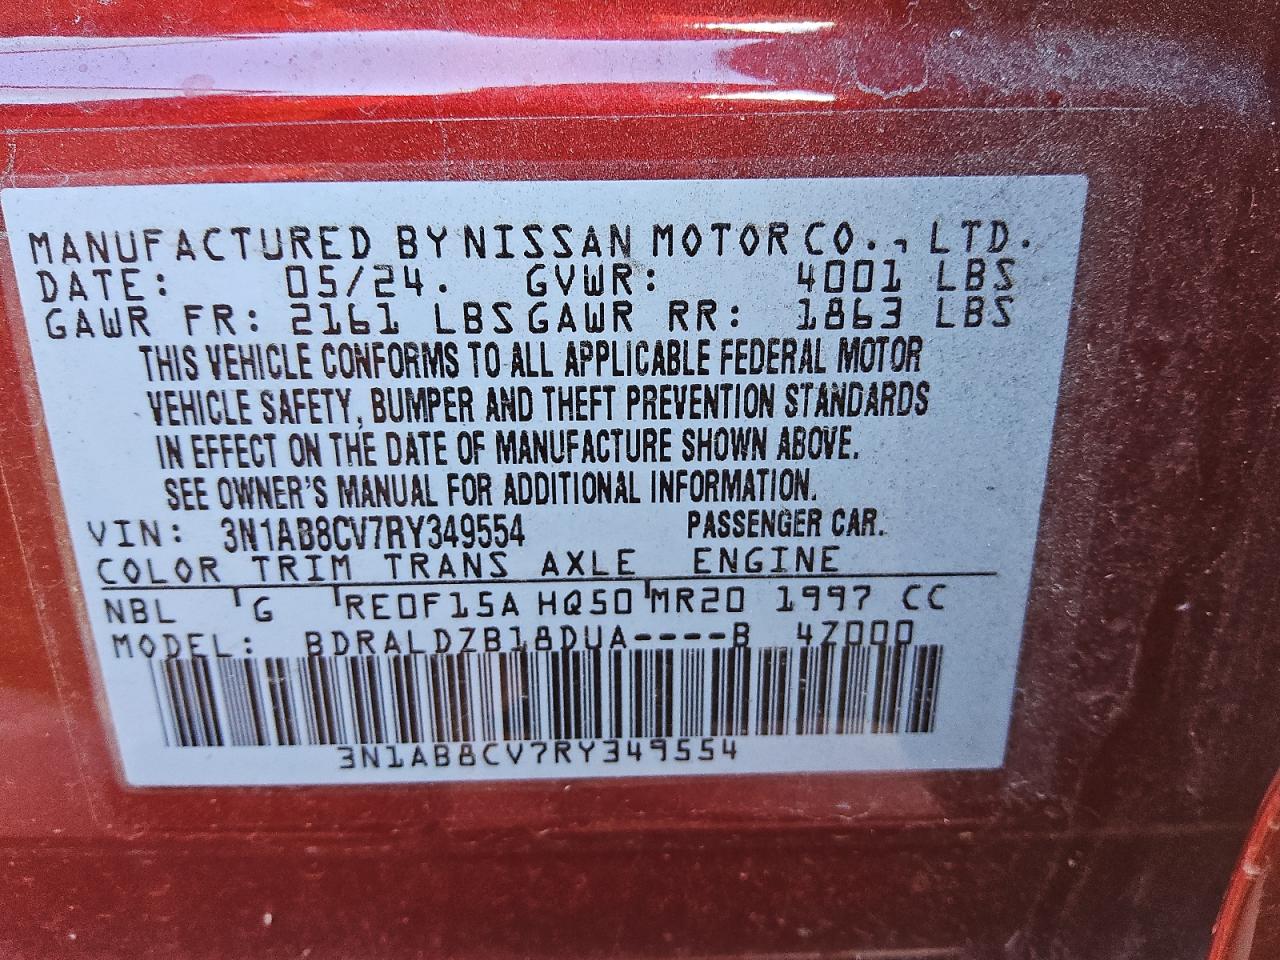 MANUFACTURED BY NISSAN MOTOR CO., LTD.
DATE: 05/24. GVWR: 4001 LBS
GAWR FR: 2161 LBS GAWR RR: 1863 LBS
THIS VEHICLE CONFORMS TO ALL APPLICABLE FEDERAL MOTOR
VEHICLE SAFETY, BUMPER AND THEFT PREVENTION STANDARDS
IN EFFECT ON THE DATE OF MANUFACTURE SHOWN ABOVE.
SEE OWNER'S MANUAL FOR ADDITIONAL INFORMATION.
VIN: 3N1AB8CV7RY349554 PASSENGER CAR.
COLOR TRIM TRANS AXLE ENGINE
NBL G RE0F15A HQ50 MR20 1997 CC
MODEL: BDRALDZB18DUA----B 4Z000
3N1AB8CV7RY349554